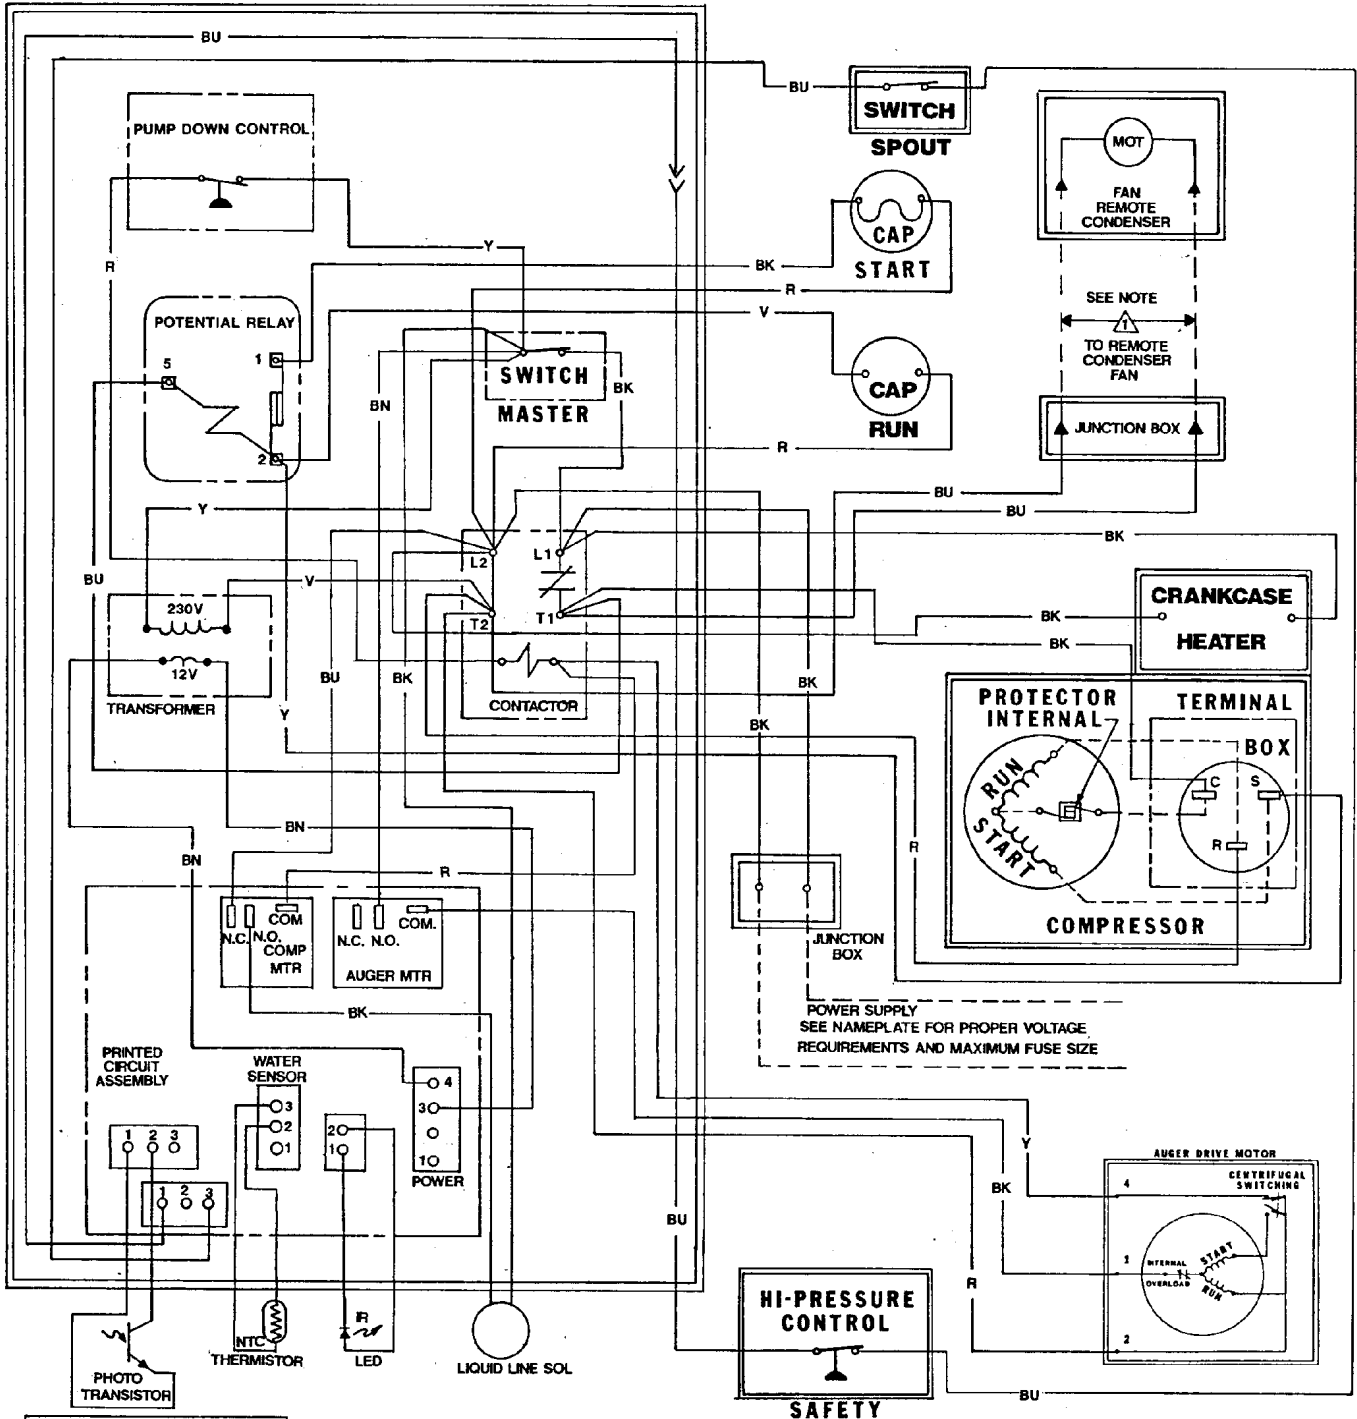 BU
BU
SWITCH
SPOUT
PUMP DOWN CONTROL
MOT
FAN
REMOTE
CONDENSER
CAP
START
Y
R
BK
R
V
SEE NOTE
1
TO REMOTE
CONDENSER
FAN
POTENTIAL RELAY
1
5
2
SWITCH
MASTER
BN
BK
CAP
RUN
R
JUNCTION BOX
BU
BU
Y
BK
L2
L1
BU
V
230V
T2
T1
CRANKCASE
HEATER
BK
BK
12V
TRANSFORMER
BU
BK
BK
CONTACTOR
Y
BK
PROTECTOR
INTERNAL
TERMINAL
BOX
RUN
START
C
S
R
R
COMPRESSOR
BN
BN
R
N.C.
N.O.
COM
COMP
MTR
N.C. N.O.
COM.
AUGER MTR
JUNCTION
BOX
BK
POWER SUPPLY
SEE NAMEPLATE FOR PROPER VOLTAGE
REQUIREMENTS AND MAXIMUM FUSE SIZE
PRINTED
CIRCUIT
ASSEMBLY
WATER
SENSOR
3
2
1
2
1
4
3
1
POWER
1 2 3
1 2 3
Y
BK
R
BU
AUGER DRIVE MOTOR
CENTRIFUGAL
SWITCHING
4
1
2
INTERNAL
OVERLOAD
START
RUN
HI-PRESSURE
CONTROL
SAFETY
BU
IR
LED
NTC
THERMISTOR
PHOTO
TRANSISTOR
LIQUID LINE SOL